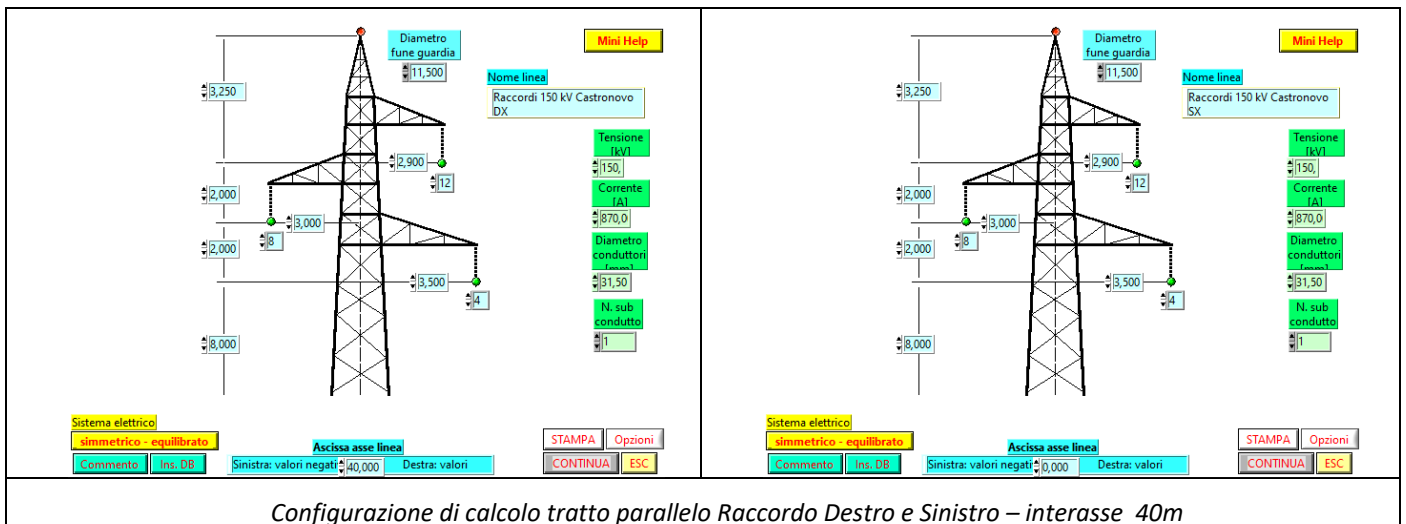 Diametro
fune guardia
11,500
Mini Help
3,250
Nome linea
Raccordi 150 kV Castronovo
DX
Tensione
[kV]
2,900
150,
12
2,000
Corrente
[A]
870,0
3,000
8
2,000
Diametro
conduttori
[mm]
31,50
3,500
4
N. sub
condutto
1
8,000
Sistema elettrico
simmetrico - equilibrato
Ascissa asse linea
STAMPA Opzioni
Commento Ins. DB
Sinistra: valori negati 40,000 Destra: valori
CONTINUA ESC
Diametro
fune guardia
11,500
Mini Help
3,250
Nome linea
Raccordi 150 kV Castronovo
SX
Tensione
[kV]
2,900
150,
12
2,000
Corrente
[A]
870,0
3,000
8
2,000
Diametro
conduttori
[mm]
31,50
3,500
4
N. sub
condutto
1
8,000
Sistema elettrico
simmetrico - equilibrato
Ascissa asse linea
STAMPA Opzioni
Commento Ins. DB
Sinistra: valori negati 0,000 Destra: valori
CONTINUA ESC
Configurazione di calcolo tratto parallelo Raccordo Destro e Sinistro – interasse 40m